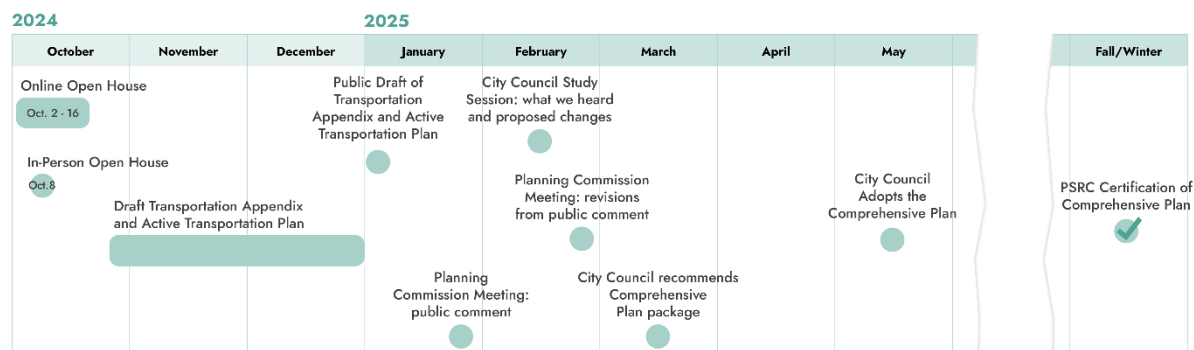 2024
2025
October
November
December
January
February
March
April
May
Fall/Winter
Online Open House
Oct. 2 - 16
In-Person Open House
Oct.8
Draft Transportation Appendix
and Active Transportation Plan
Public Draft of
Transportation
Appendix and Active
Transportation Plan
City Council Study
Session: what we heard
and proposed changes
Planning Commission
Meeting: revisions
from public comment
Planning
Commission Meeting:
public comment
City Council recommends
Comprehensive
Plan package
City Council
Adopts the
Comprehensive Plan
PSRC Certification of
Comprehensive Plan